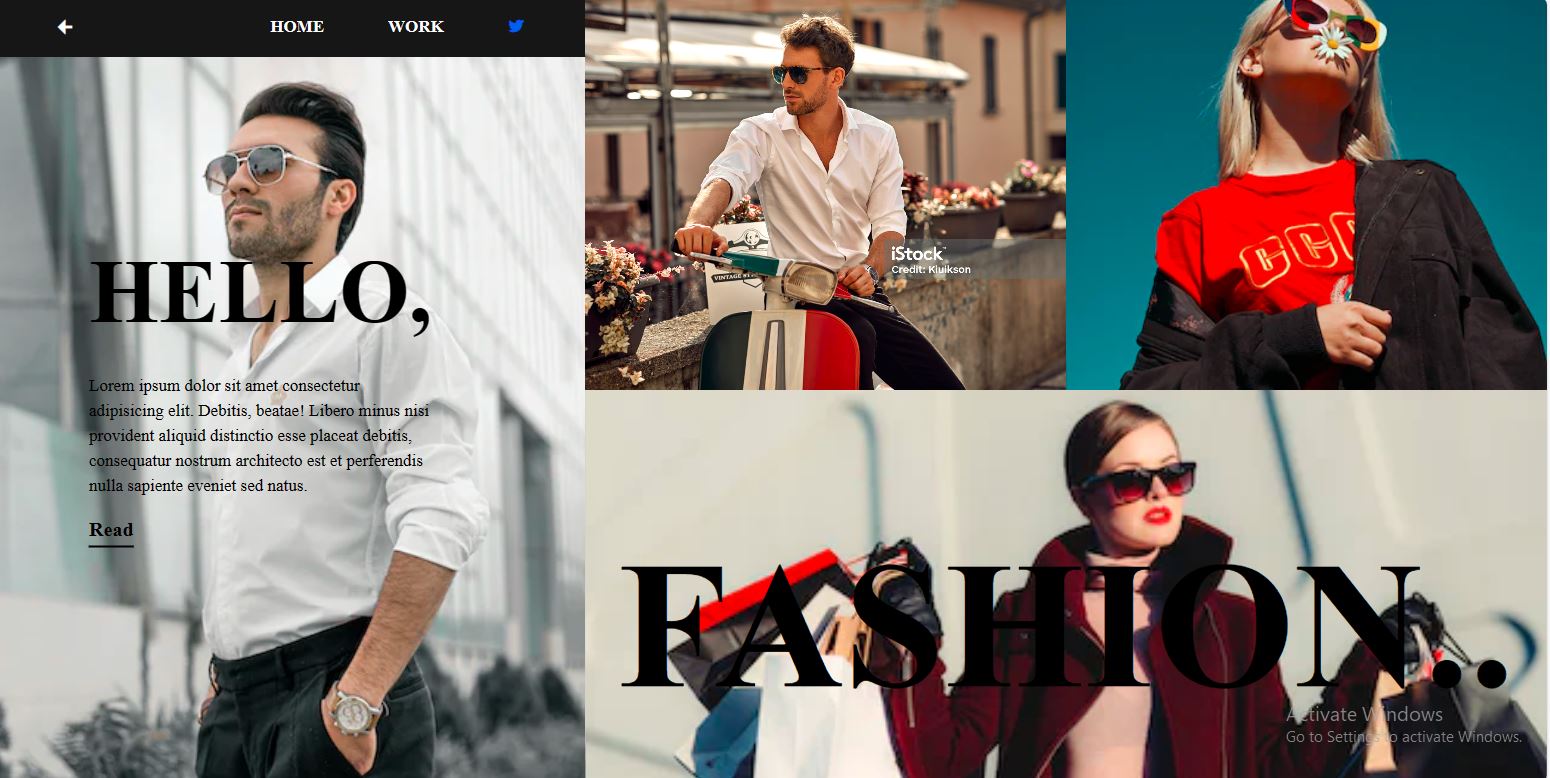 HOME WORK
HELLO,
Lorem ipsum dolor sit amet consectetur
adipisicing elit. Debitis, beatae! Libero minus nisi
provident aliquid distinctio esse placeat debitis,
consequatur nostrum architecto est et perferendis
nulla sapiente eveniet sed natus.
Read
iStock
Credit: Kluikson
FASHION..
Activate Windows
Go to Settings to activate Windows.